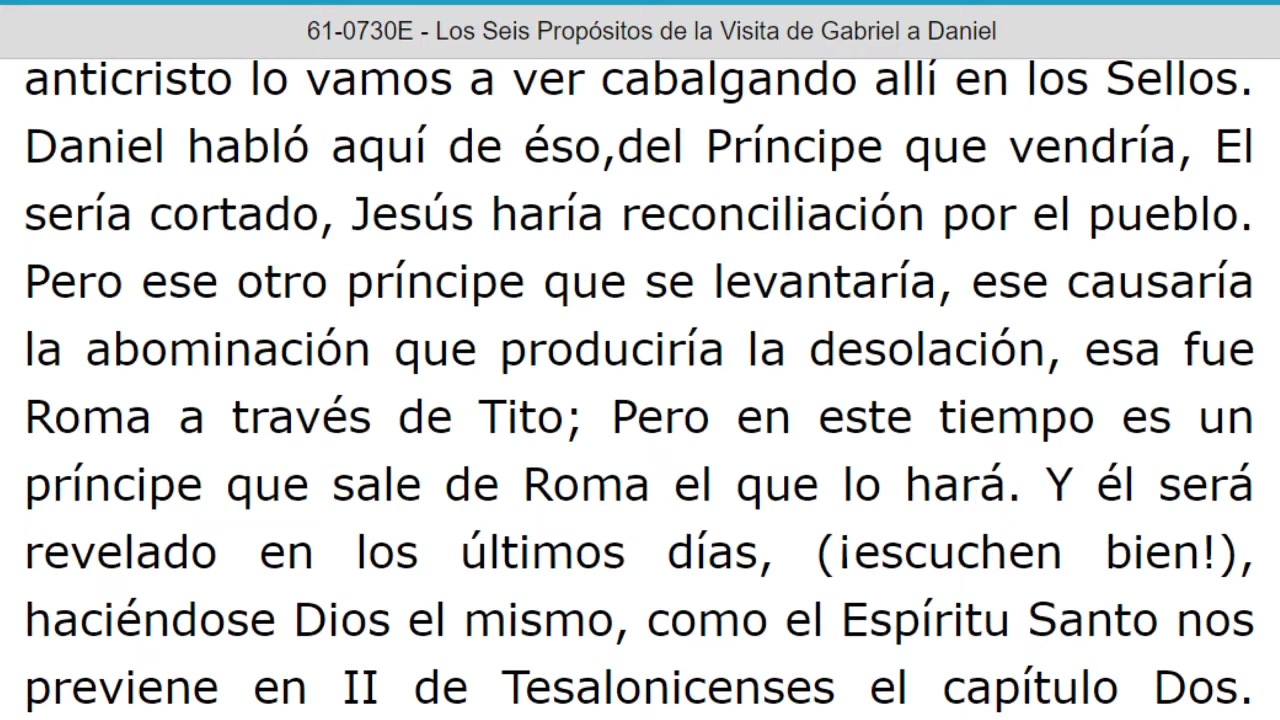 61-0730E - Los Seis Propósitos de la Visita de Gabriel a Daniel
anticristo lo vamos a ver cabalgando allí en los Sellos.
Daniel habló aquí de éso,del Príncipe que vendría, El
sería cortado, Jesús haría reconciliación por el pueblo.
Pero ese otro príncipe que se levantaría, ese causaría
la abominación que produciría la desolación, esa fue
Roma a través de Tito; Pero en este tiempo es un
príncipe que sale de Roma el que lo hará. Y él será
revelado en los últimos días, (¡escuchen bien!),
haciéndose Dios el mismo, como el Espíritu Santo nos
previene en II de Tesalonicenses el capítulo Dos.